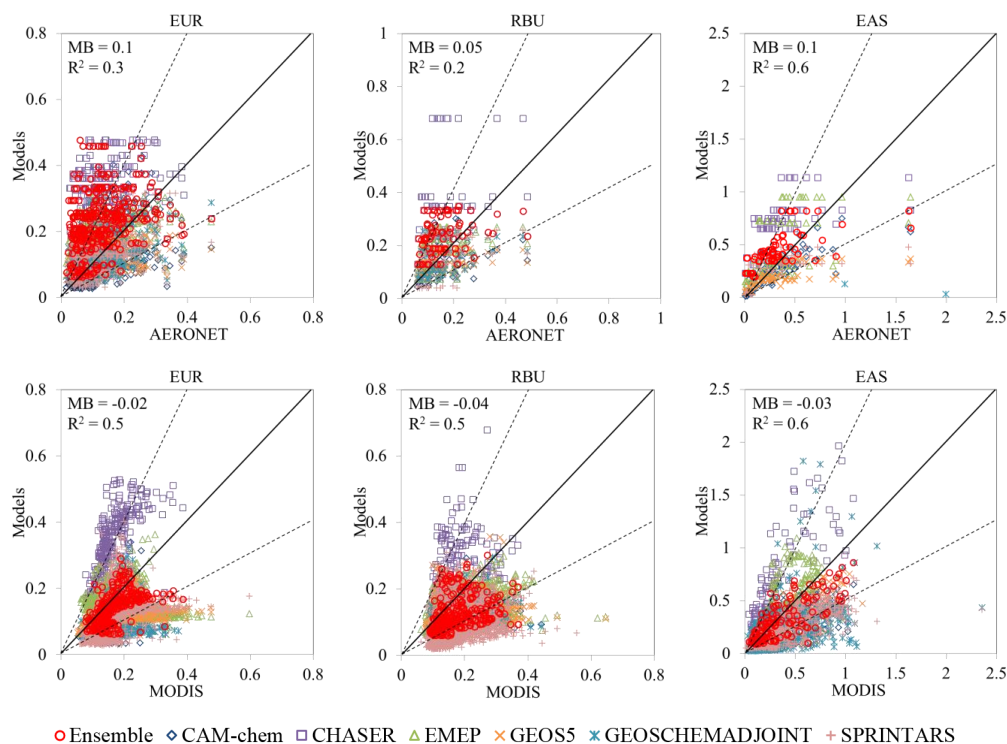 EUR
MB = 0.1
R² = 0.3
0.8
0.6
0.4
0.2
0
Models
0 0.2 0.4 0.6 0.8
AERONET
RBU
MB = 0.05
R² = 0.2
1
0.8
0.6
0.4
0.2
0
Models
0 0.2 0.4 0.6 0.8 1
AERONET
EAS
MB = 0.1
R² = 0.6
2.5
2
1.5
1
0.5
0
Models
0 0.5 1.0 1.5 2.0 2.5
AERONET
EUR
MB = -0.02
R² = 0.5
0.8
0.6
0.4
0.2
0
Models
0 0.2 0.4 0.6 0.8
MODIS
RBU
MB = -0.04
R² = 0.5
0.8
0.6
0.4
0.2
0
Models
0 0.2 0.4 0.6 0.8
MODIS
EAS
MB = -0.03
R² = 0.6
2.5
2
1.5
1
0.5
0
Models
0 0.5 1 1.5 2 2.5
MODIS
Ensemble CAM-chem CHASER EMEP GEOS5 GEOSCHEMADJOINT SPRINTARS